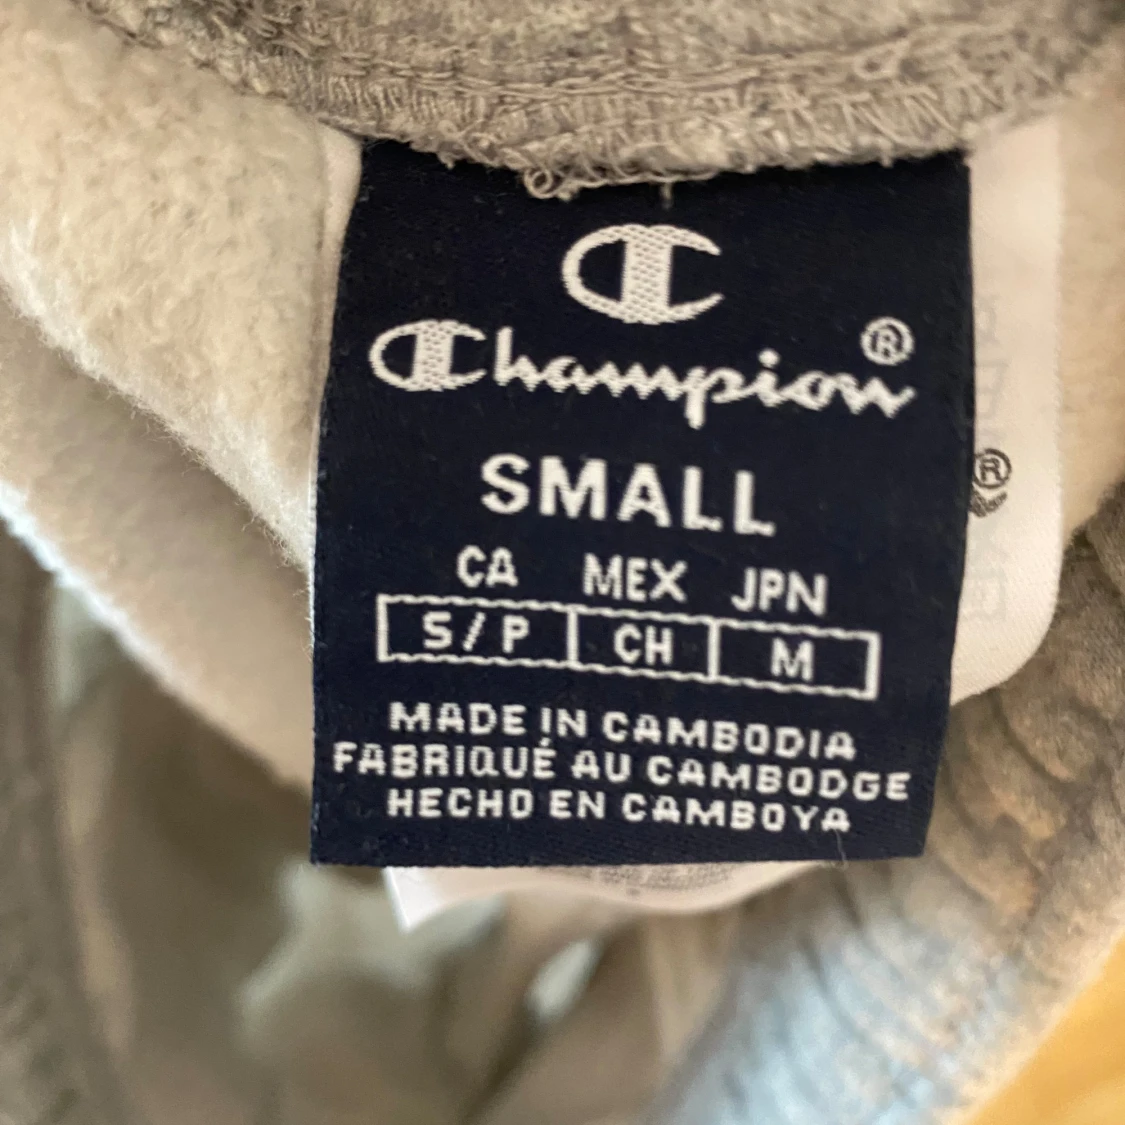 Champion®
SMALL
CA MEX JPN
S/P CH M
MADE IN CAMBODIA
FABRIQUÉ AU CAMBODGE
HECHO EN CAMBOYA
®